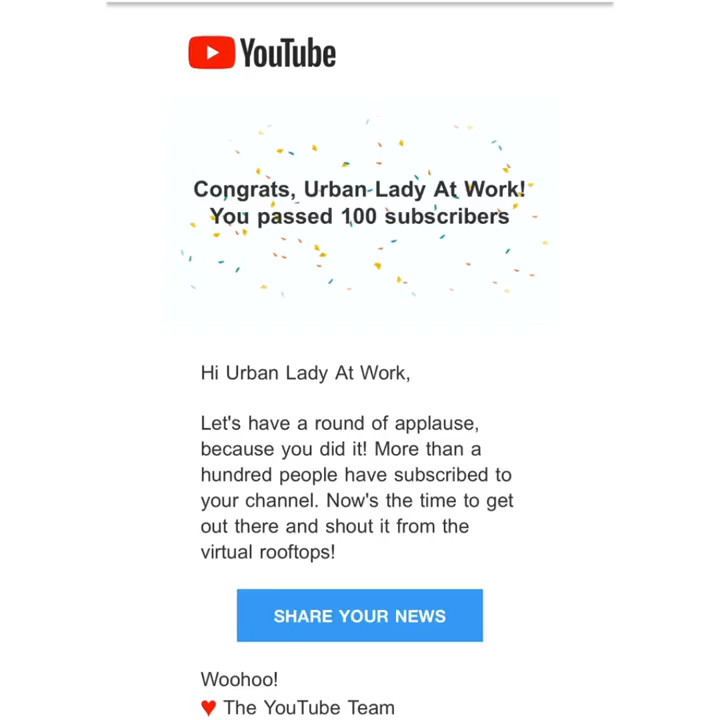 YouTube
Congrats, Urban Lady At Work!
You passed 100 subscribers
Hi Urban Lady At Work,
Let's have a round of applause,
because you did it! More than a
hundred people have subscribed to
your channel. Now's the time to get
out there and shout it from the
virtual rooftops!
SHARE YOUR NEWS
Woohoo!
♥ The YouTube Team